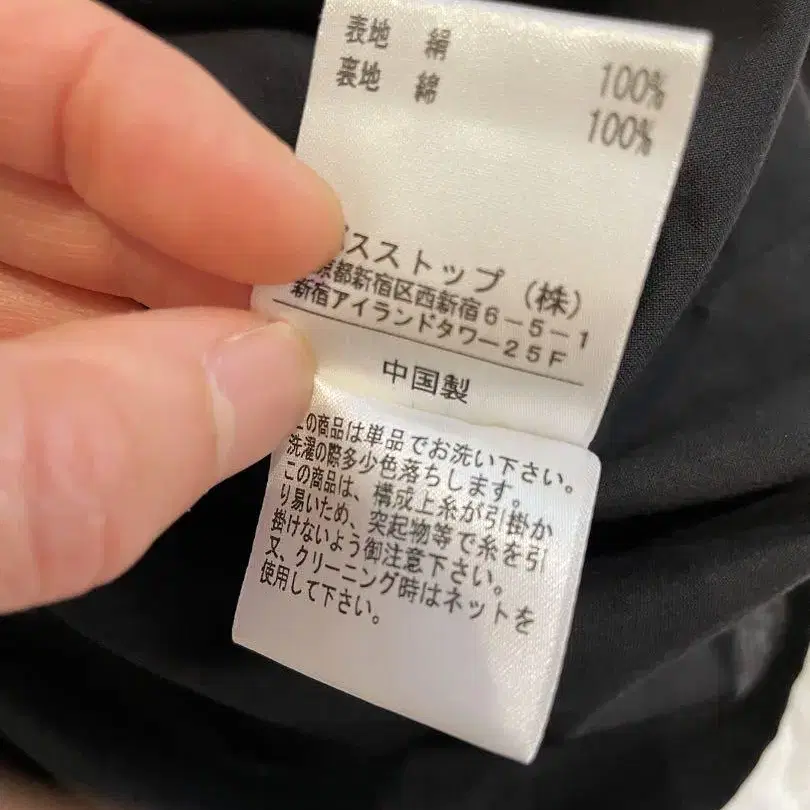 表地 絹 100%
裏地 綿 100%
バスストップ(株)
京都新宿区西新宿6-5-1
新宿アイランドタワー25F
中国製
この商品は単品でお洗い下さい。
洗濯の際多少色落ちします。
この商品は、構成上糸が引掛か
り易いため、突起物等で糸を引
掛けないよう御注意下さい。
又、クリーニング時はネットを
使用して下さい。